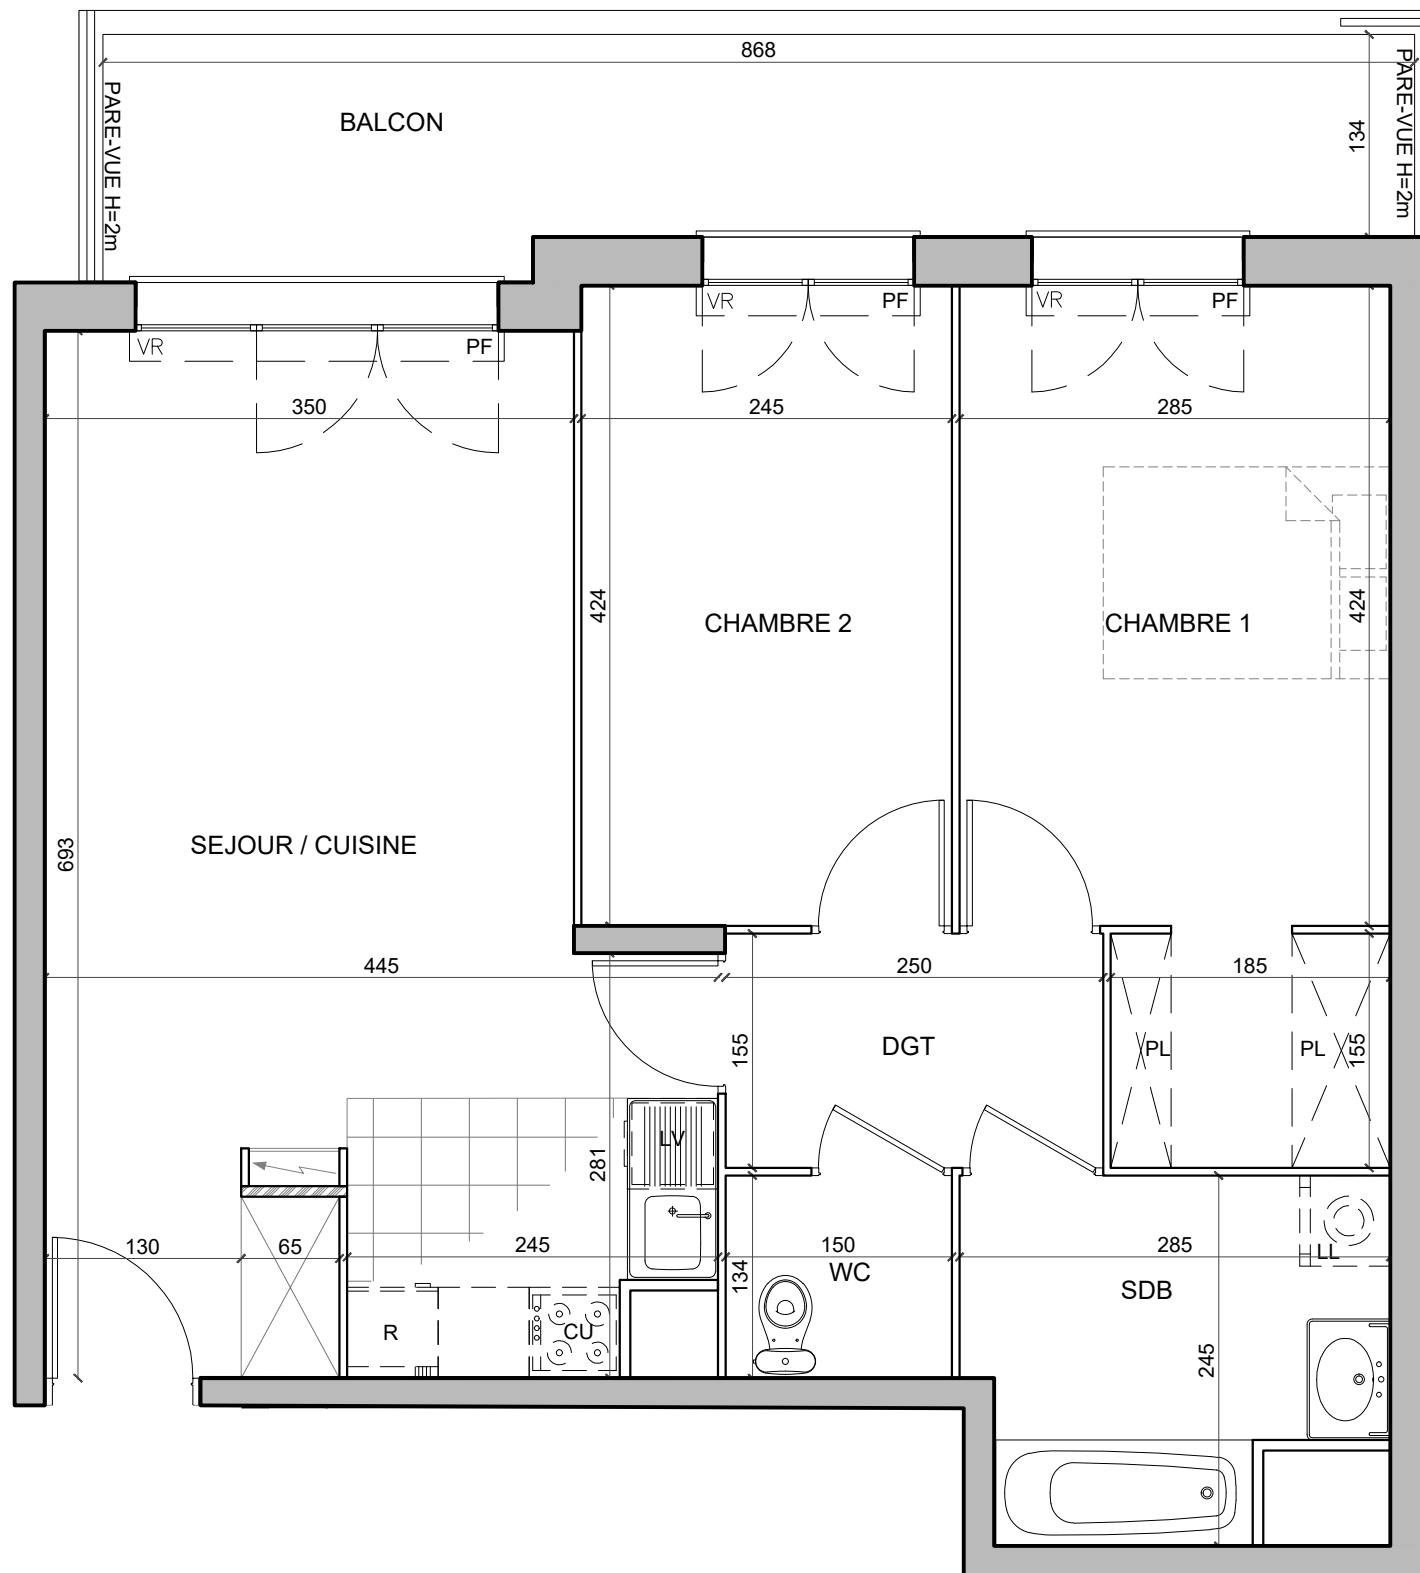 868
BALCON
PARE-VUE H=2m
134
PARE-VUE H=2m
VR
PF
VR
PF
VR
PF
350
245
285
424
CHAMBRE 2
CHAMBRE 1
424
693
SEJOUR / CUISINE
445
250
185
155
DGT
PL
PL
155
LV
281
130
65
245
150
285
134
WC
LL
SDB
R
CU
245